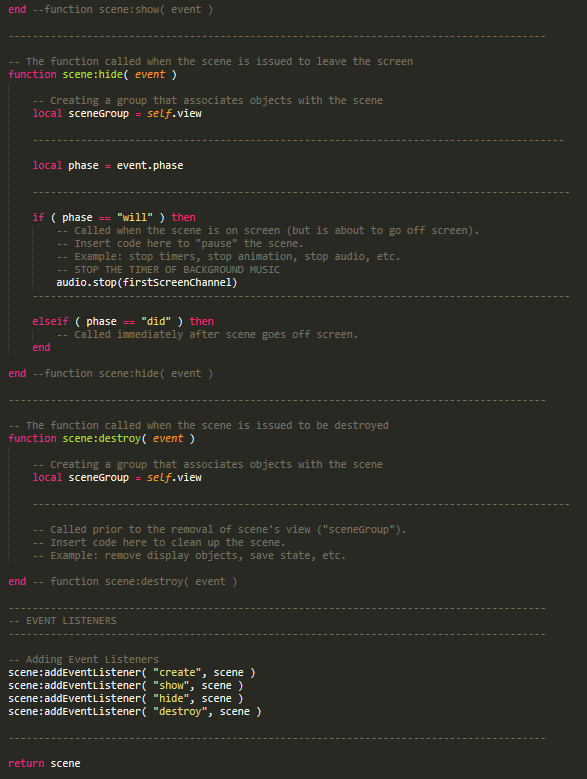 end --function scene:show( event )
-----------------------------------------------------------------------------------------
-- The function called when the scene is issued to leave the screen
function scene:hide( event )
-- Creating a group that associates objects with the scene
local sceneGroup = self.view
-----------------------------------------------------------------------------------------
local phase = event.phase
-----------------------------------------------------------------------------------------
if ( phase == "will" ) then
-- Called when the scene is on screen (but is about to go off screen).
-- Insert code here to "pause" the scene.
-- Example: stop timers, stop animation, stop audio, etc.
-- STOP THE TIMER OF BACKGROUND MUSIC
audio.stop(firstScreenChannel)
-----------------------------------------------------------------------------------------
elseif ( phase == "did" ) then
-- Called immediately after scene goes off screen.
end
end --function scene:hide( event )
-----------------------------------------------------------------------------------------
-- The function called when the scene is issued to be destroyed
function scene:destroy( event )
-- Creating a group that associates objects with the scene
local sceneGroup = self.view
-----------------------------------------------------------------------------------------
-- Called prior to the removal of scene's view ("sceneGroup").
-- Insert code here to clean up the scene.
-- Example: remove display objects, save state, etc.
end -- function scene:destroy( event )
-----------------------------------------------------------------------------------------
-- EVENT LISTENERS
-----------------------------------------------------------------------------------------
-- Adding Event Listeners
scene:addEventListener( "create", scene )
scene:addEventListener( "show", scene )
scene:addEventListener( "hide", scene )
scene:addEventListener( "destroy", scene )
-----------------------------------------------------------------------------------------
return scene